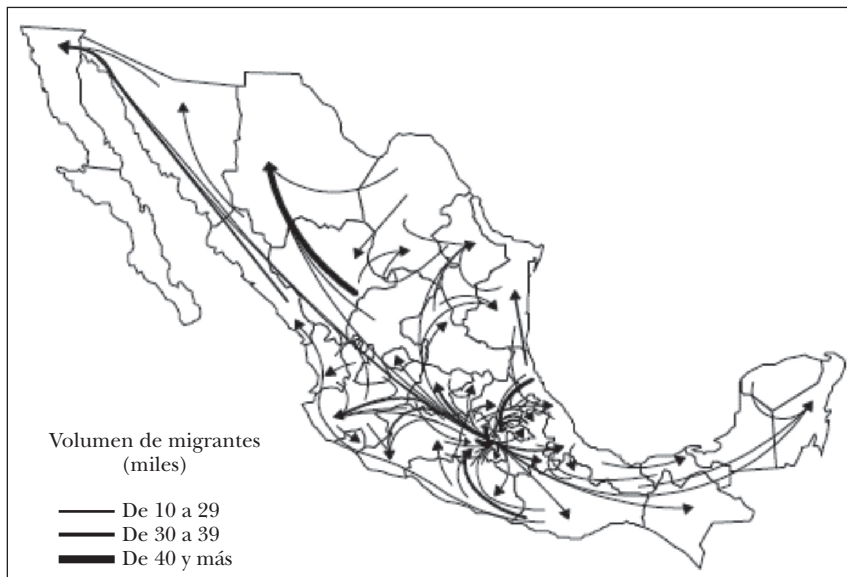 Volumen de migrantes
(miles)
De 10 a 29
De 30 a 39
De 40 y más